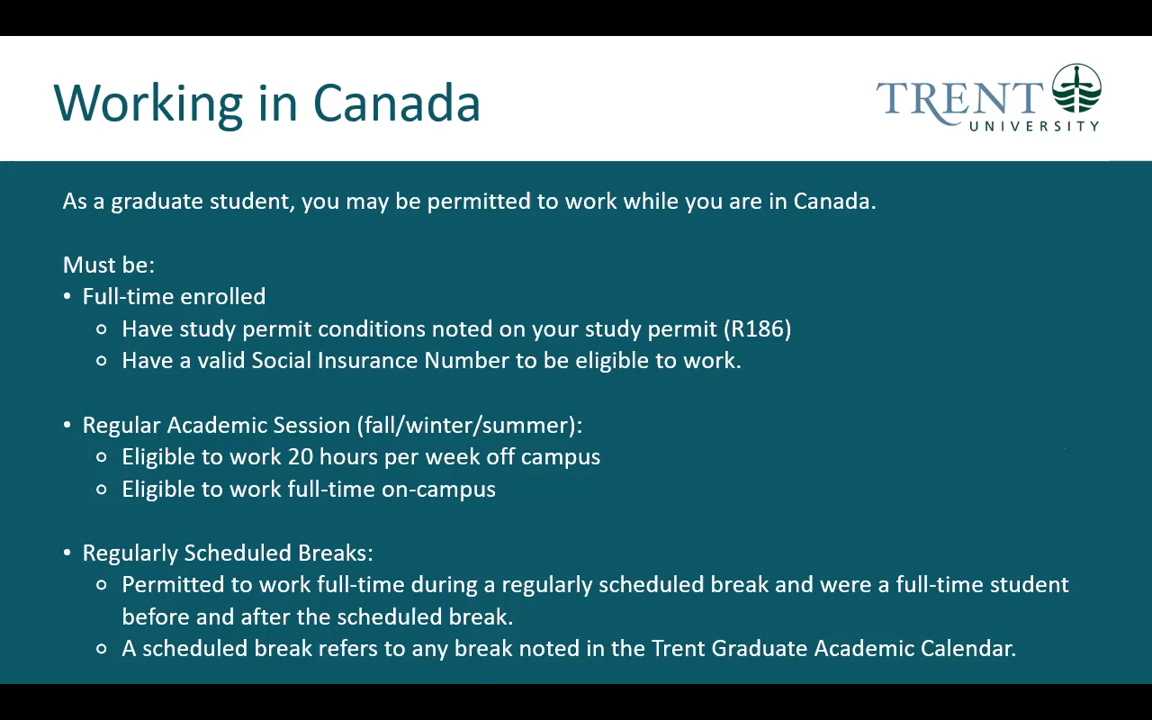 Working in Canada
TRENT
UNIVERSITY
As a graduate student, you may be permitted to work while you are in Canada.
Must be:
• Full-time enrolled
o Have study permit conditions noted on your study permit (R186)
o Have a valid Social Insurance Number to be eligible to work.
• Regular Academic Session (fall/winter/summer):
o Eligible to work 20 hours per week off campus
o Eligible to work full-time on-campus
• Regularly Scheduled Breaks:
o Permitted to work full-time during a regularly scheduled break and were a full-time student
before and after the scheduled break.
o A scheduled break refers to any break noted in the Trent Graduate Academic Calendar.